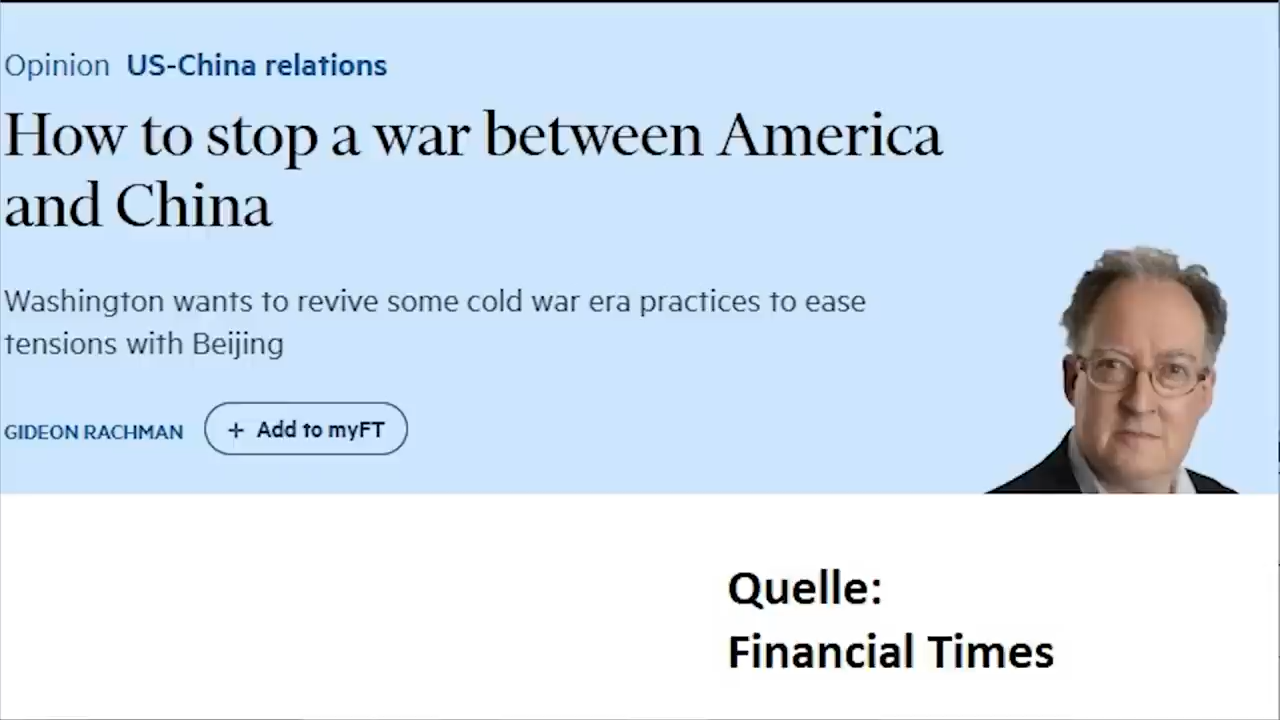 Opinion US-China relations
How to stop a war between America
and China
Washington wants to revive some cold war era practices to ease
tensions with Beijing
GIDEON RACHMAN + Add to myFT
Quelle:
Financial Times